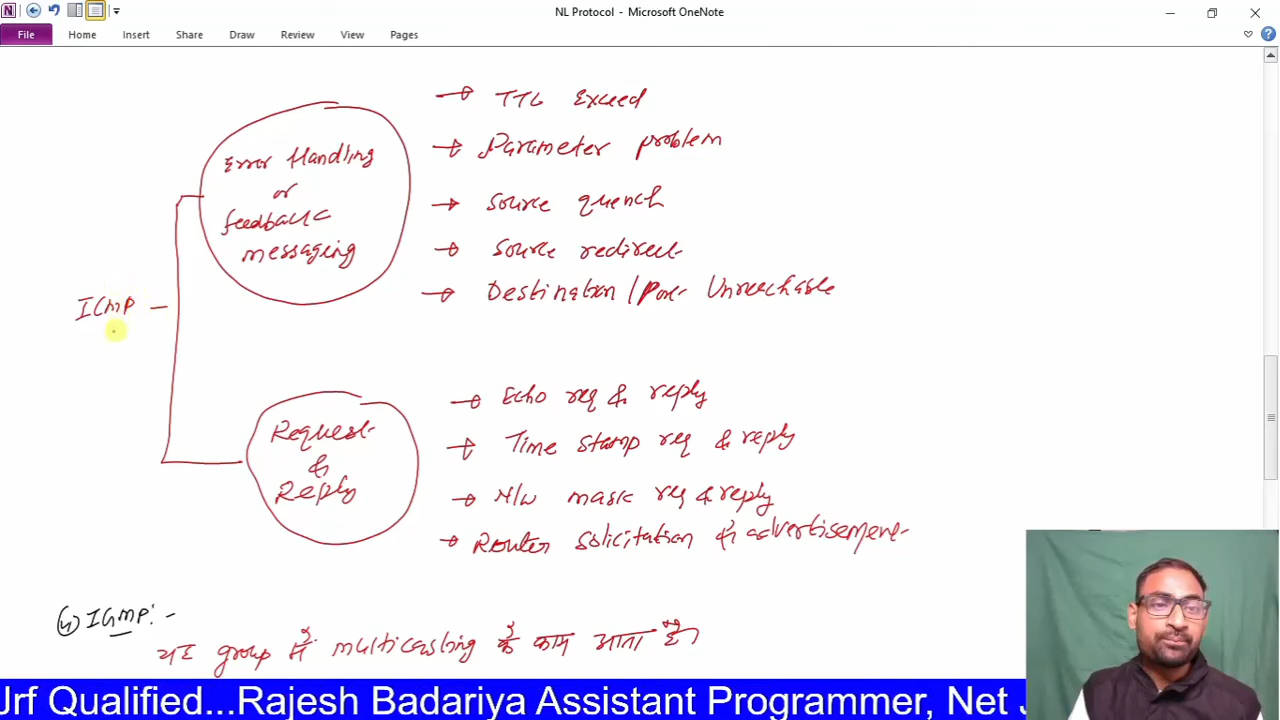 NL Protocol - Microsoft OneNote
File Home Insert Share Draw Review View Pages
→ TTL Exceed
→ Parameter problem
→ Source quench
→ Source redirect
→ Destination / Port Unreachable
Error Handling
or
feedback
messaging
ICMP
Request
&
Reply
→ Echo req & reply
→ Time stamp req & reply
→ N/W mask req & reply
→ Router solicitation & advertisement
(4) IGMP: -
यह group में multicasting के काम आता है
Jrf Qualified...Rajesh Badariya Assistant Programmer, Net J